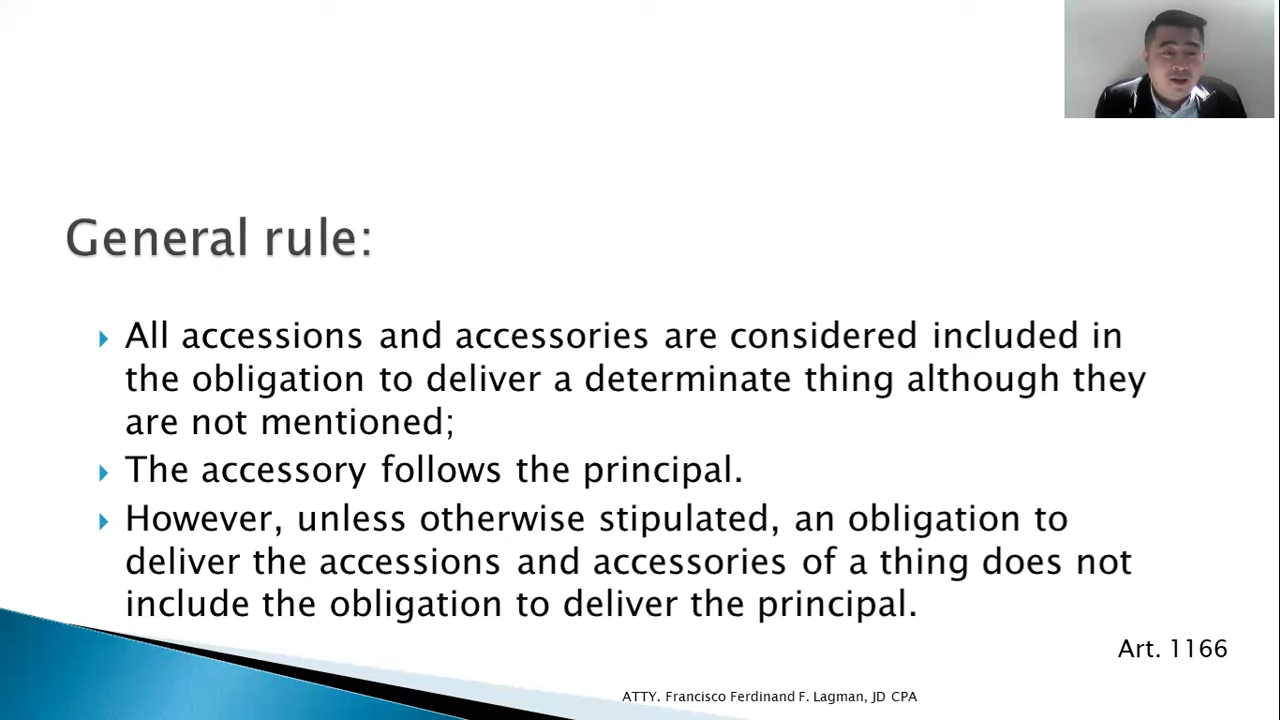 General rule:
All accessions and accessories are considered included in
the obligation to deliver a determinate thing although they
are not mentioned;
The accessory follows the principal.
However, unless otherwise stipulated, an obligation to
deliver the accessions and accessories of a thing does not
include the obligation to deliver the principal.
Art. 1166
ATTY. Francisco Ferdinand F. Lagman, JD CPA